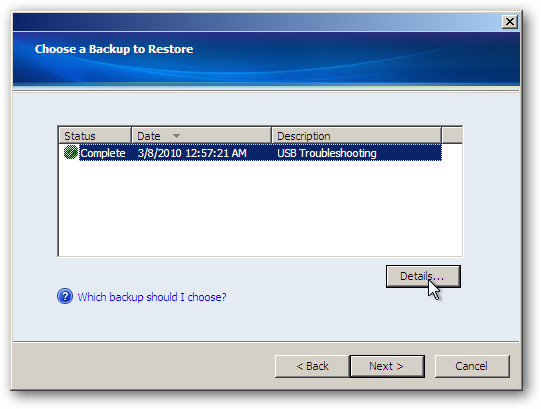 Choose a Backup to Restore
Status Date Description
Complete 3/8/2010 12:57:21 AM USB Troubleshooting
Details...
? Which backup should I choose?
< Back Next > Cancel